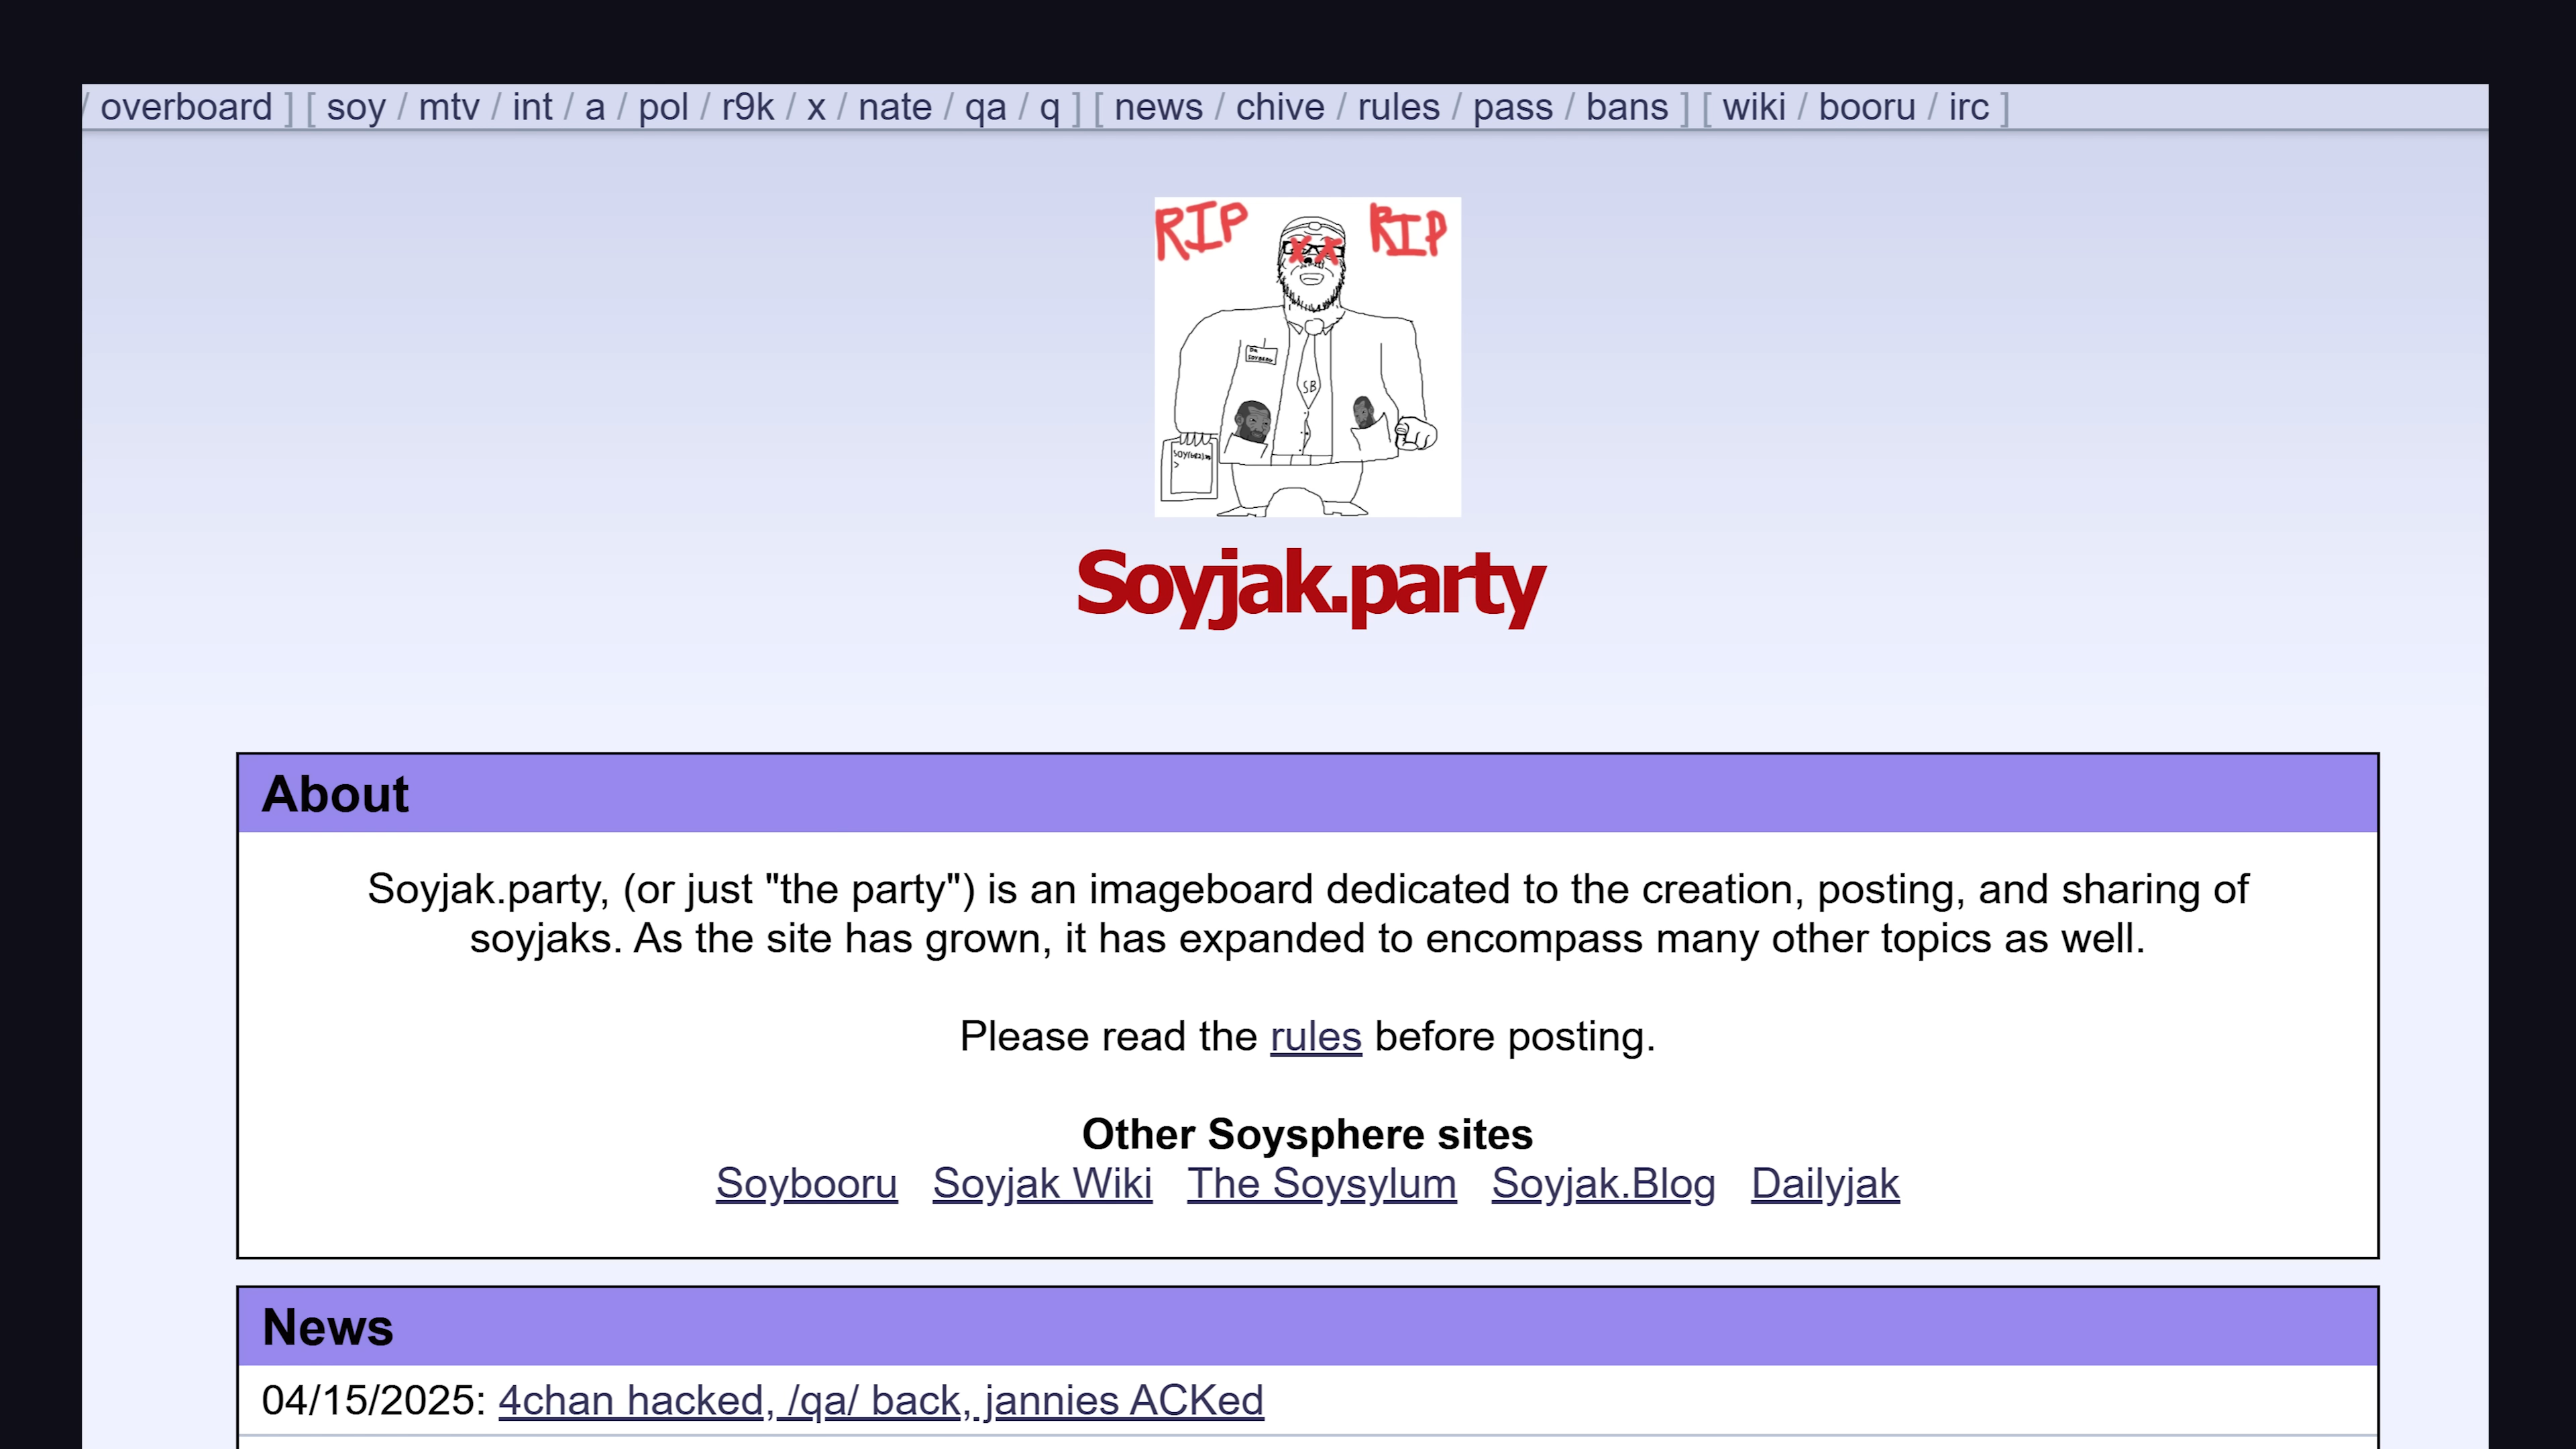 / overboard ] [ soy / mtv / int / a / pol / r9k / x / nate / qa / q ] [ news / chive / rules / pass / bans ] [ wiki / booru / irc ]
RIP RIP
DR
SOYBERG
SB
>
Soyjak.party
About
Soyjak.party, (or just "the party") is an imageboard dedicated to the creation, posting, and sharing of
soyjaks. As the site has grown, it has expanded to encompass many other topics as well.
Please read the rules before posting.
Other Soysphere sites
Soybooru Soyjak Wiki The Soysylum Soyjak.Blog Dailyjak
News
04/15/2025: 4chan hacked, /qa/ back, jannies ACKed